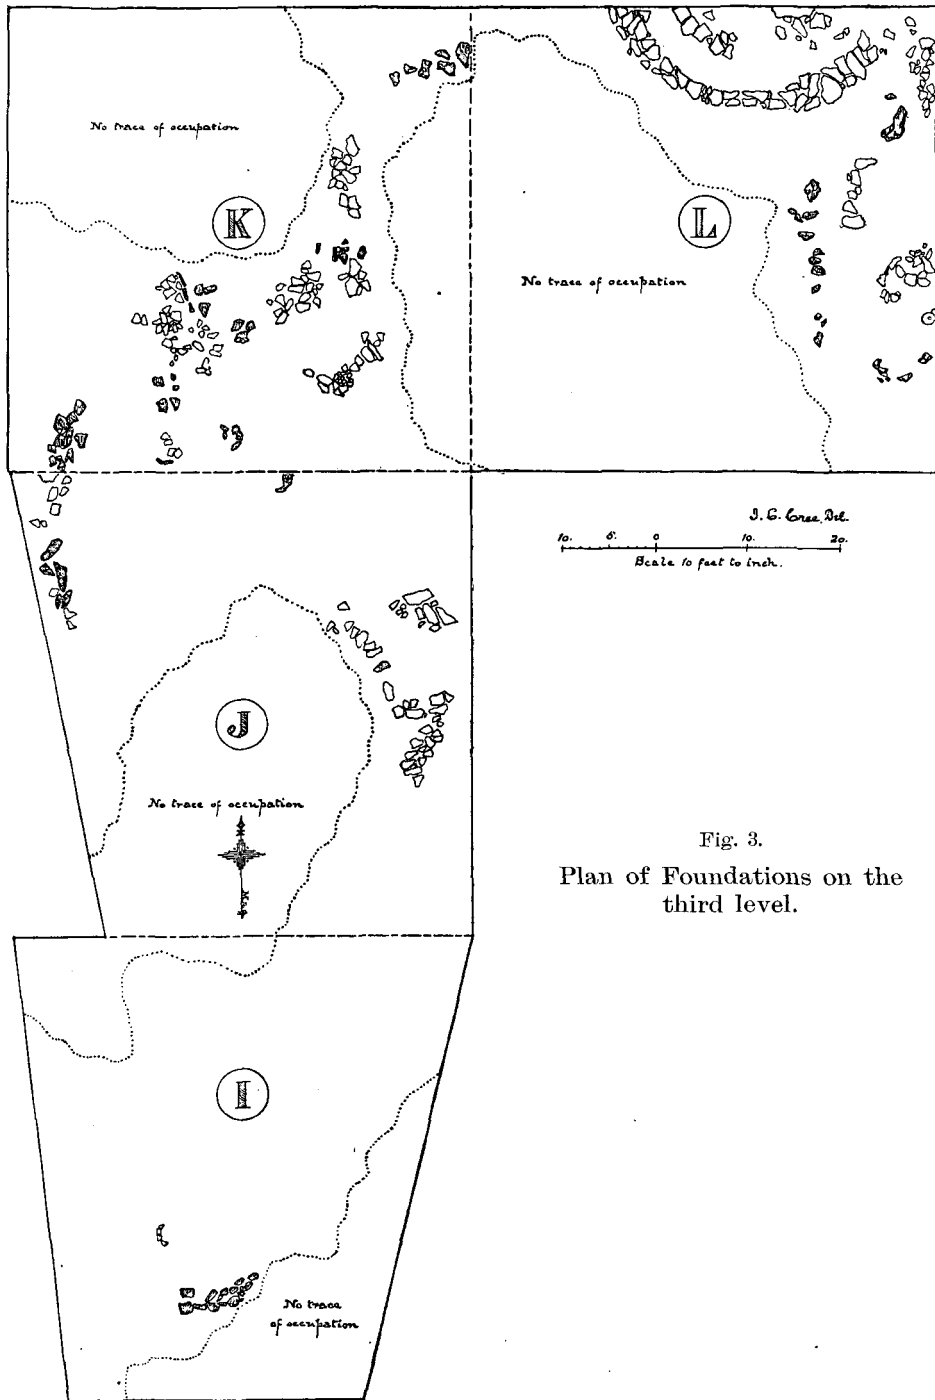 No trace of occupation
K
L
No trace of occupation
J. E. Cree, Del.
10. 5. 0 10. 20.
Scale 10 feet to inch.
J
No trace of occupation
Mag
Fig. 3.
Plan of Foundations on the
third level.
I
No trace
of occupation